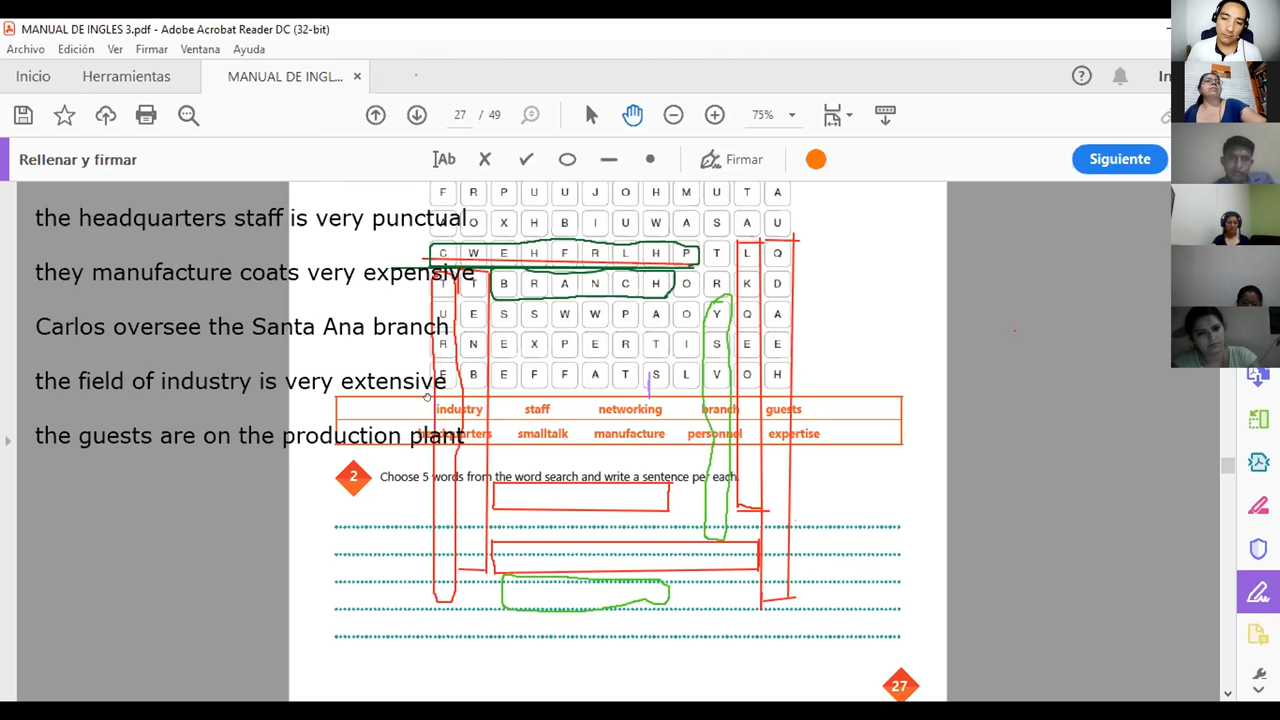 MANUAL DE INGLES 3.pdf - Adobe Acrobat Reader DC (32-bit)
Archivo Edición Ver Firmar Ventana Ayuda
Inicio Herramientas MANUAL DE INGL... ×
27 / 49 75%
Rellenar y firmar
Ab Firmar Siguiente
F R P U U J O H M U T A
O X H B I U W A S A U
the headquarters staff is very punctual
C W E H F R L H P T L Q
they manufacture coats very expensive
T B R A N C H O R K D
U E S S W W P A O Y Q A
Carlos oversee the Santa Ana branch
R N E X P E R T I S E E
E B E F F A T S L V O H
the field of industry is very extensive
industry staff networking branch guests
the guests are on the production plant
headquarters smalltalk manufacture personnel expertise
2 Choose 5 words from the word search and write a sentence per each.
27